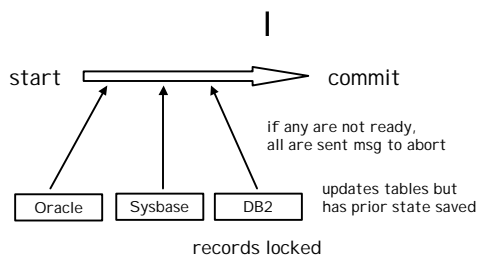 I
start
commit
if any are not ready,
all are sent msg to abort
Oracle
Sysbase
DB2
updates tables but
has prior state saved
records locked